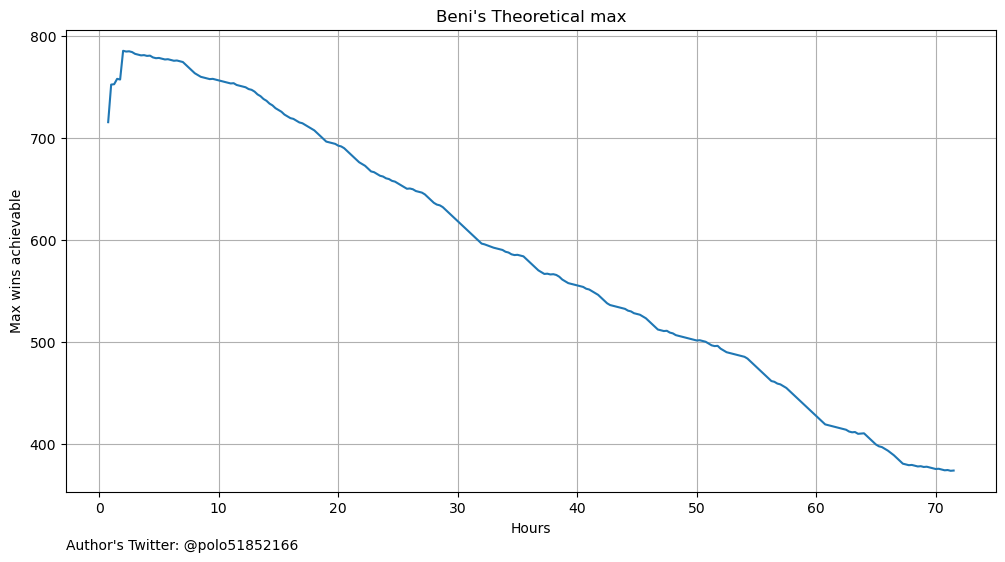 Beni's Theoretical max
800
700
600
500
400
Max wins achievable
0 10 20 30 40 50 60 70
Hours
Author's Twitter: @polo51852166